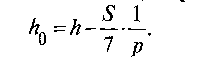 h₀ = h - S/7 · 1/p.